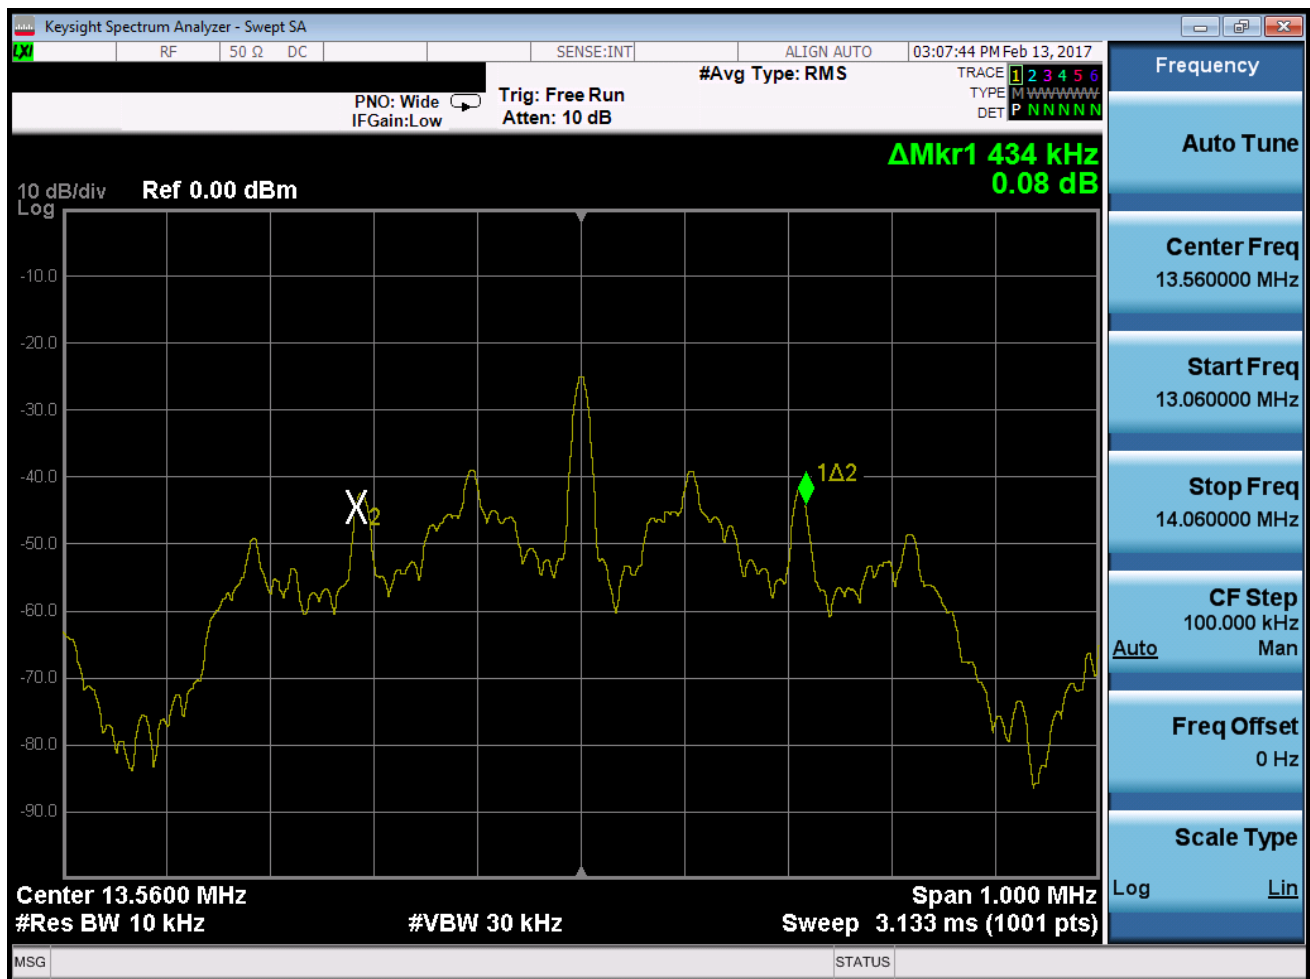 Keysight Spectrum Analyzer - Swept SA
LXI RF 50 Ω DC SENSE:INT ALIGN AUTO 03:07:44 PM Feb 13, 2017
#Avg Type: RMS
TRACE 1 2 3 4 5 6
PNO: Wide Trig: Free Run TYPE M WWWWW
IFGain:Low Atten: 10 dB DET P N N N N N
ΔMkr1 434 kHz
0.08 dB
10 dB/div Ref 0.00 dBm
Log
-10.0
-20.0
-30.0
-40.0
-50.0
-60.0
-70.0
-80.0
-90.0
X2
1Δ2
Center 13.5600 MHz Span 1.000 MHz
#Res BW 10 kHz #VBW 30 kHz Sweep 3.133 ms (1001 pts)
MSG STATUS
Frequency
Auto Tune
Center Freq
13.560000 MHz
Start Freq
13.060000 MHz
Stop Freq
14.060000 MHz
CF Step
100.000 kHz
Auto Man
Freq Offset
0 Hz
Scale Type
Log Lin